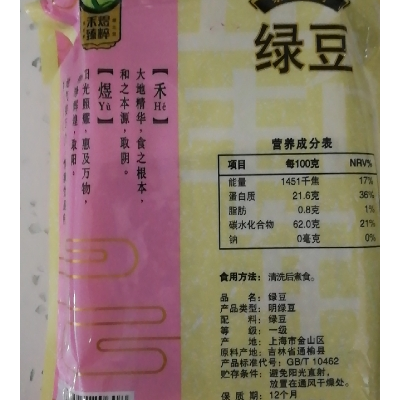 禾煜
臻粹
绿豆
禾 Hé
大地精华，食之根本，
和之本源，取阴。
煜 Yù
日光照耀，惠及万物，
取阳。
营养成分表
项目 每100克 NRV%
能量 1451千焦 17%
蛋白质 21.6克 36%
脂肪 0.8克 1%
碳水化合物 62.0克 21%
钠 0毫克 0%
食用方法：清洗后煮食。
品名：绿豆
产品类型：明绿豆
配料：绿豆
等级：一级
产地：上海市金山区
原料产地：吉林省通榆县
产品标准代号：GB/T 10462
贮存条件：避免阳光直射，
放置在通风干燥处。
保质期：12个月